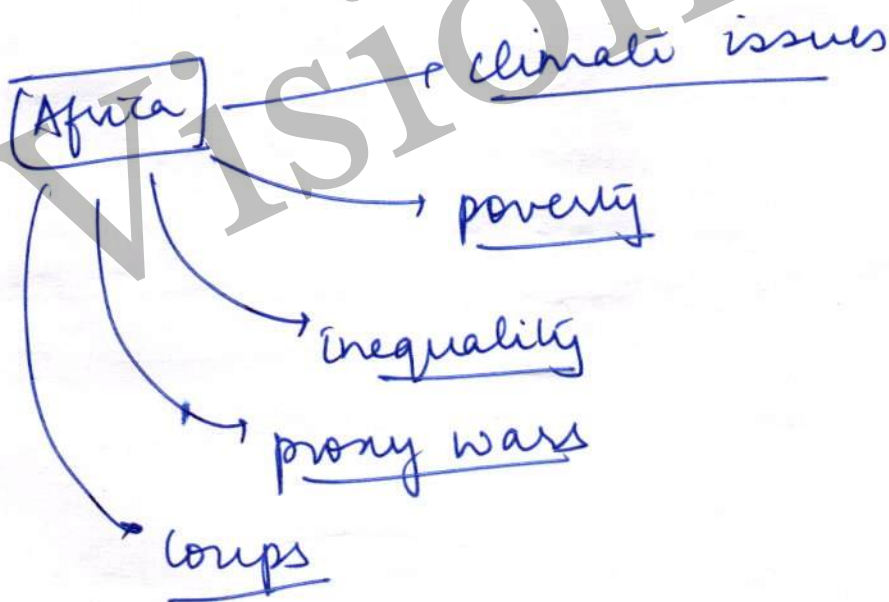 Vision
climate issues
Africa
poverty
inequality
proxy wars
coups